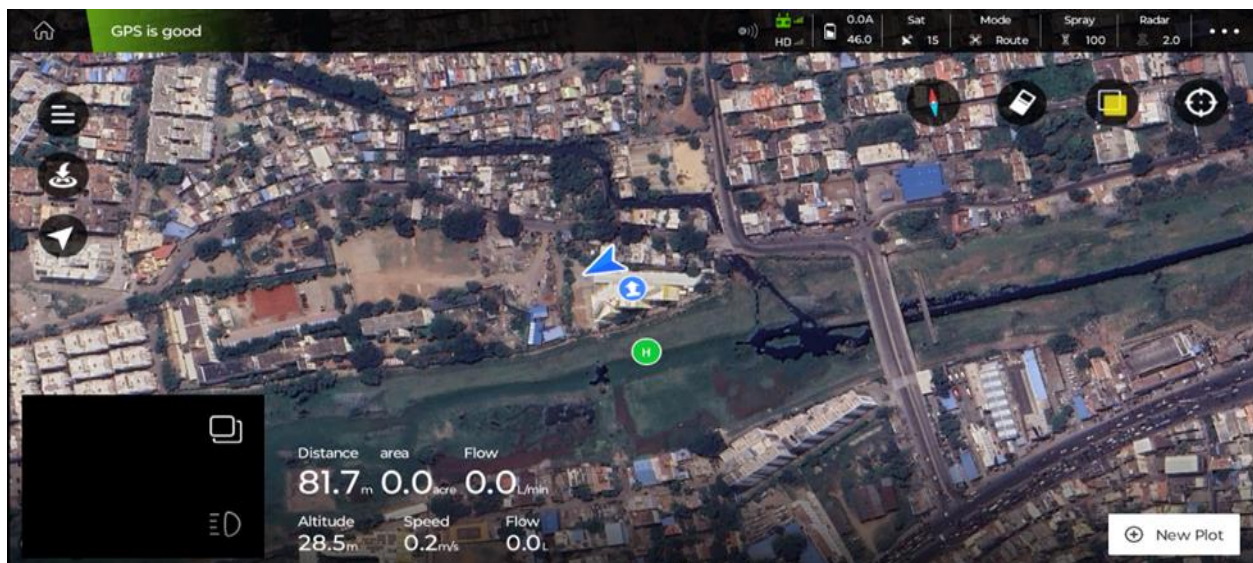 GPS is good
HD
0.0A
46.0
Sat
15
Mode
Route
Spray
100
Radar
2.0
H
Distance area Flow
81.7m 0.0acre 0.0L/min
Altitude Speed Flow
28.5m 0.2m/s 0.0L
New Plot